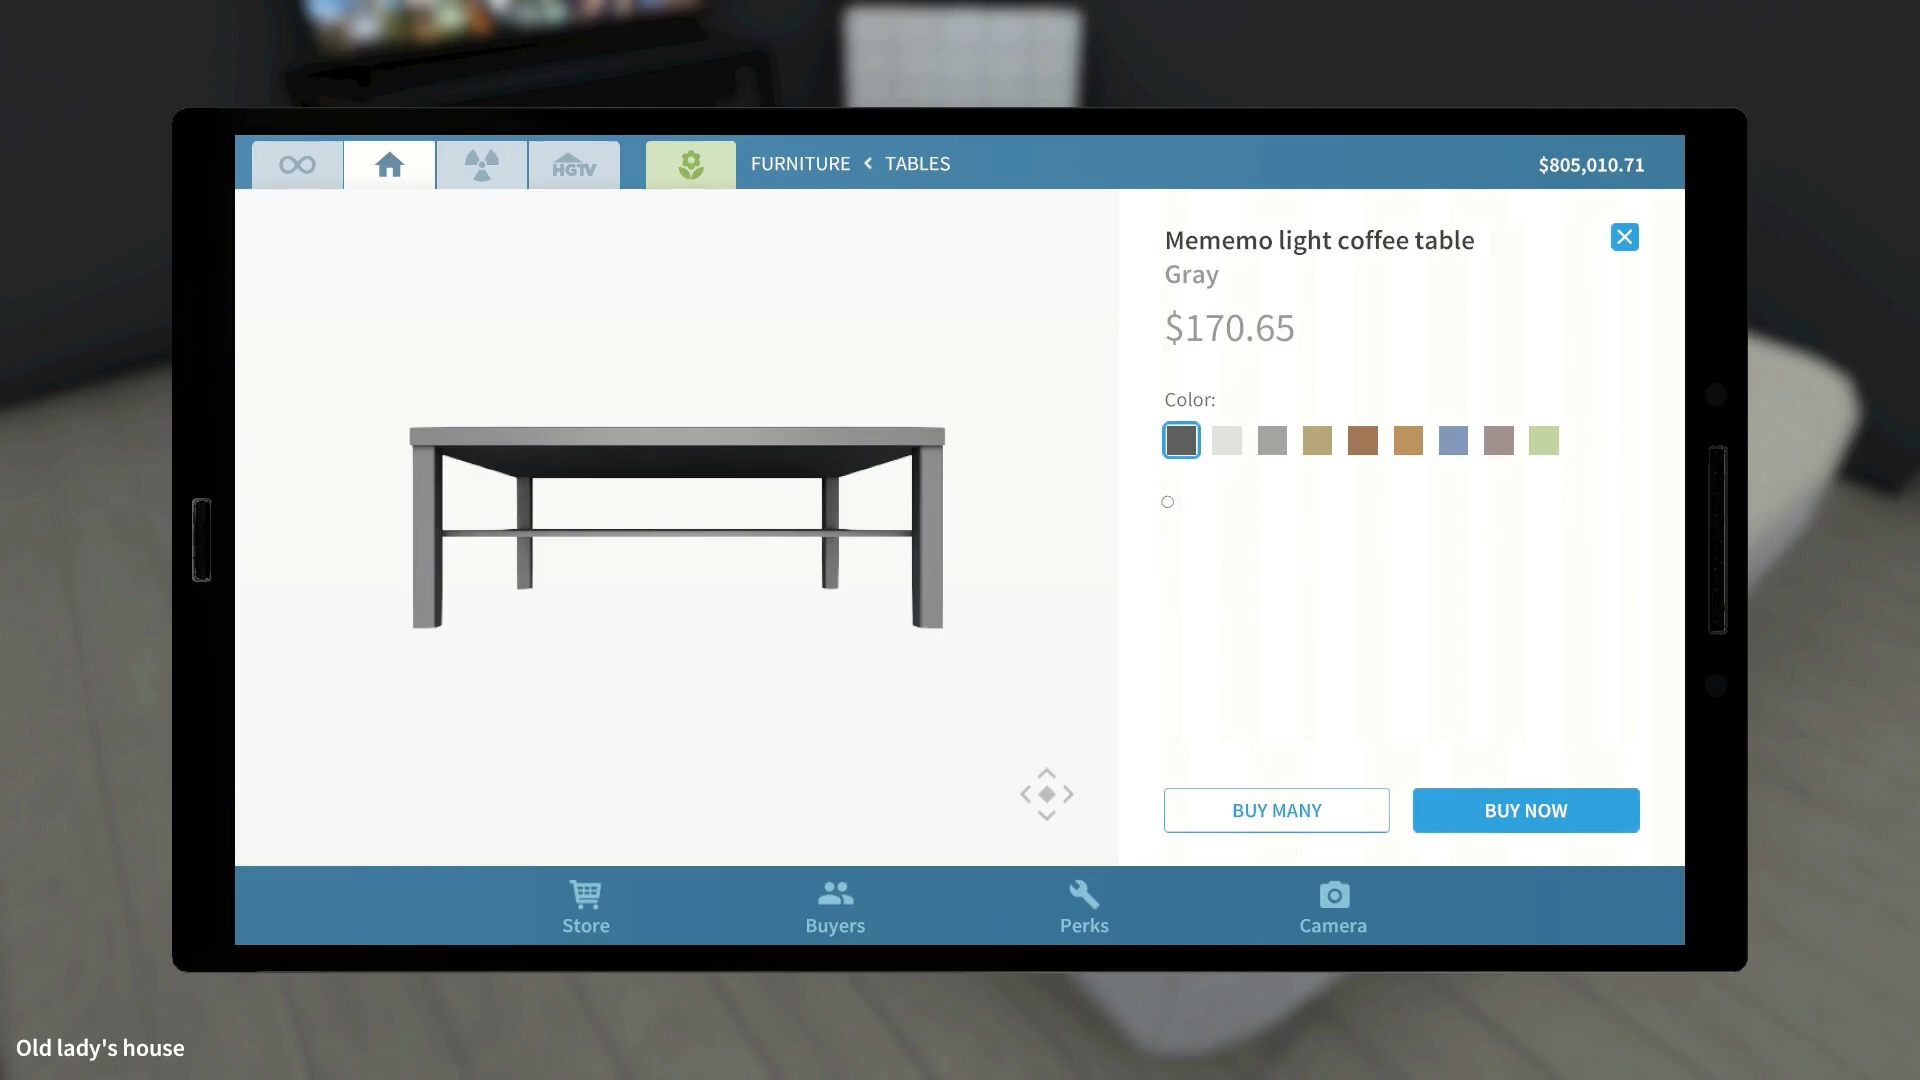 HGTV
FURNITURE < TABLES
$805,010.71
Mememo light coffee table
Gray
$170.65
Color:
BUY MANY
BUY NOW
Store
Buyers
Perks
Camera
Old lady's house